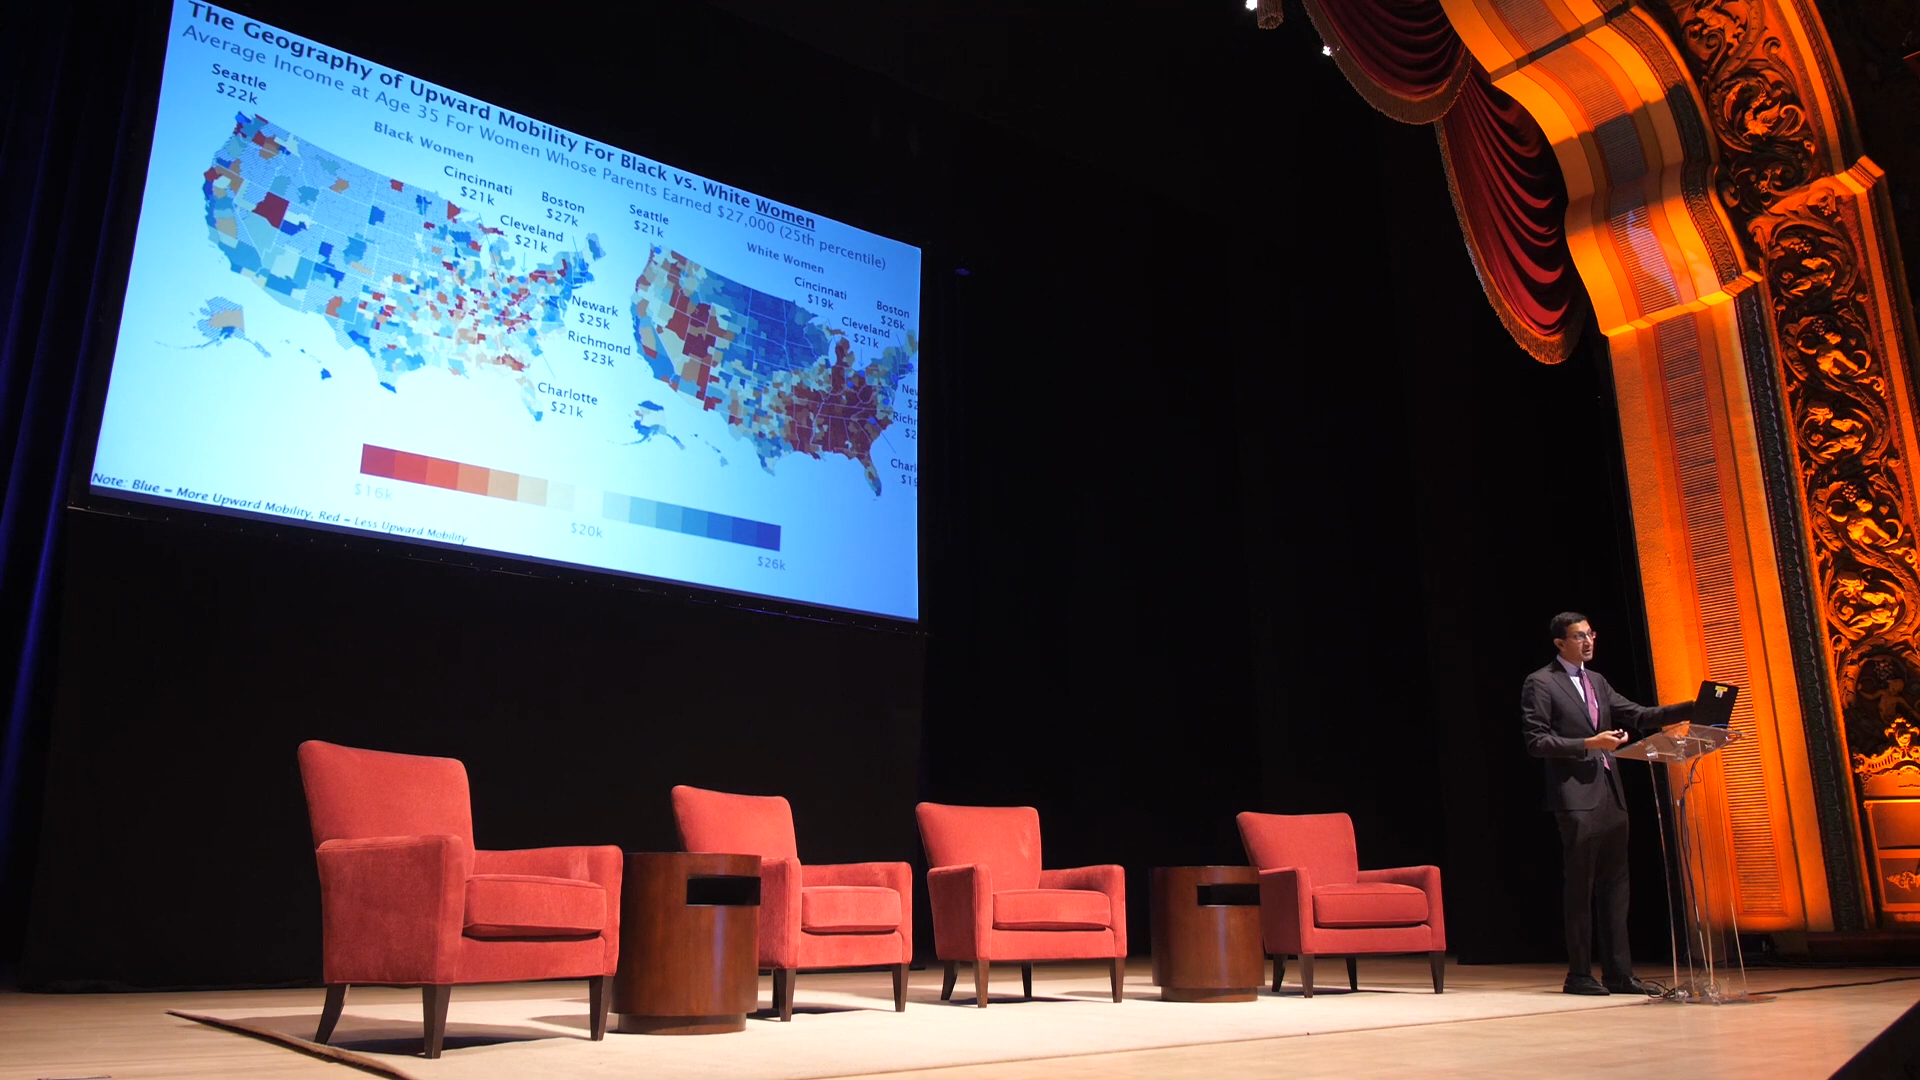 The Geography of Upward Mobility For Black vs. White Women
Average Income at Age 35 For Women Whose Parents Earned $27,000 (25th percentile)
Black Women
Seattle
$22k
Cincinnati
$21k
Boston
$27k
Cleveland
$21k
Newark
$25k
Richmond
$23k
Charlotte
$21k
White Women
Seattle
$21k
Cincinnati
$19k
Boston
$26k
Cleveland
$21k
$16k
$20k
$26k
Note: Blue = More Upward Mobility, Red = Less Upward Mobility